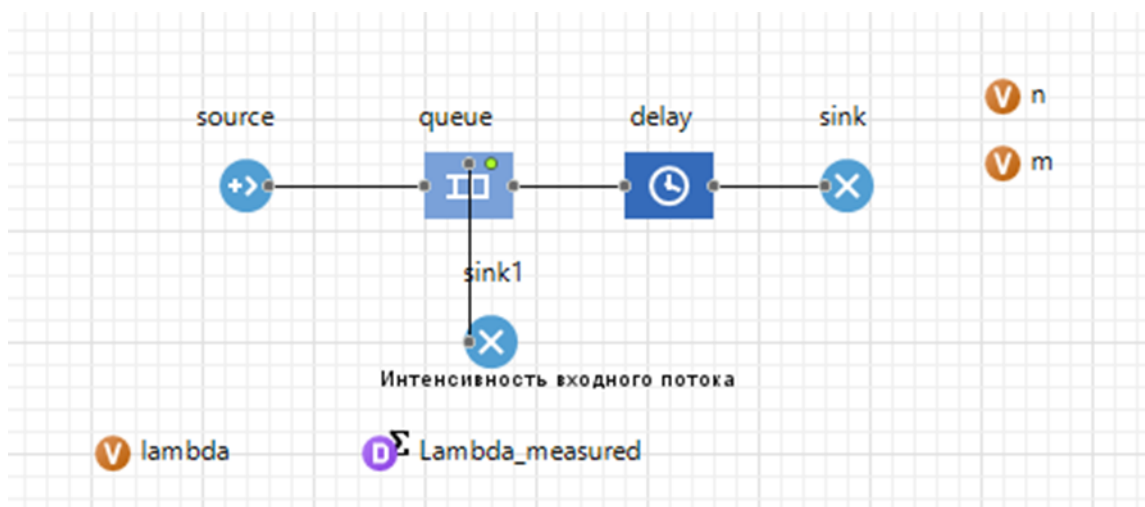 source queue delay sink
V n
V m
sink1
Интенсивность входного потока
V lambda D Σ Lambda_measured